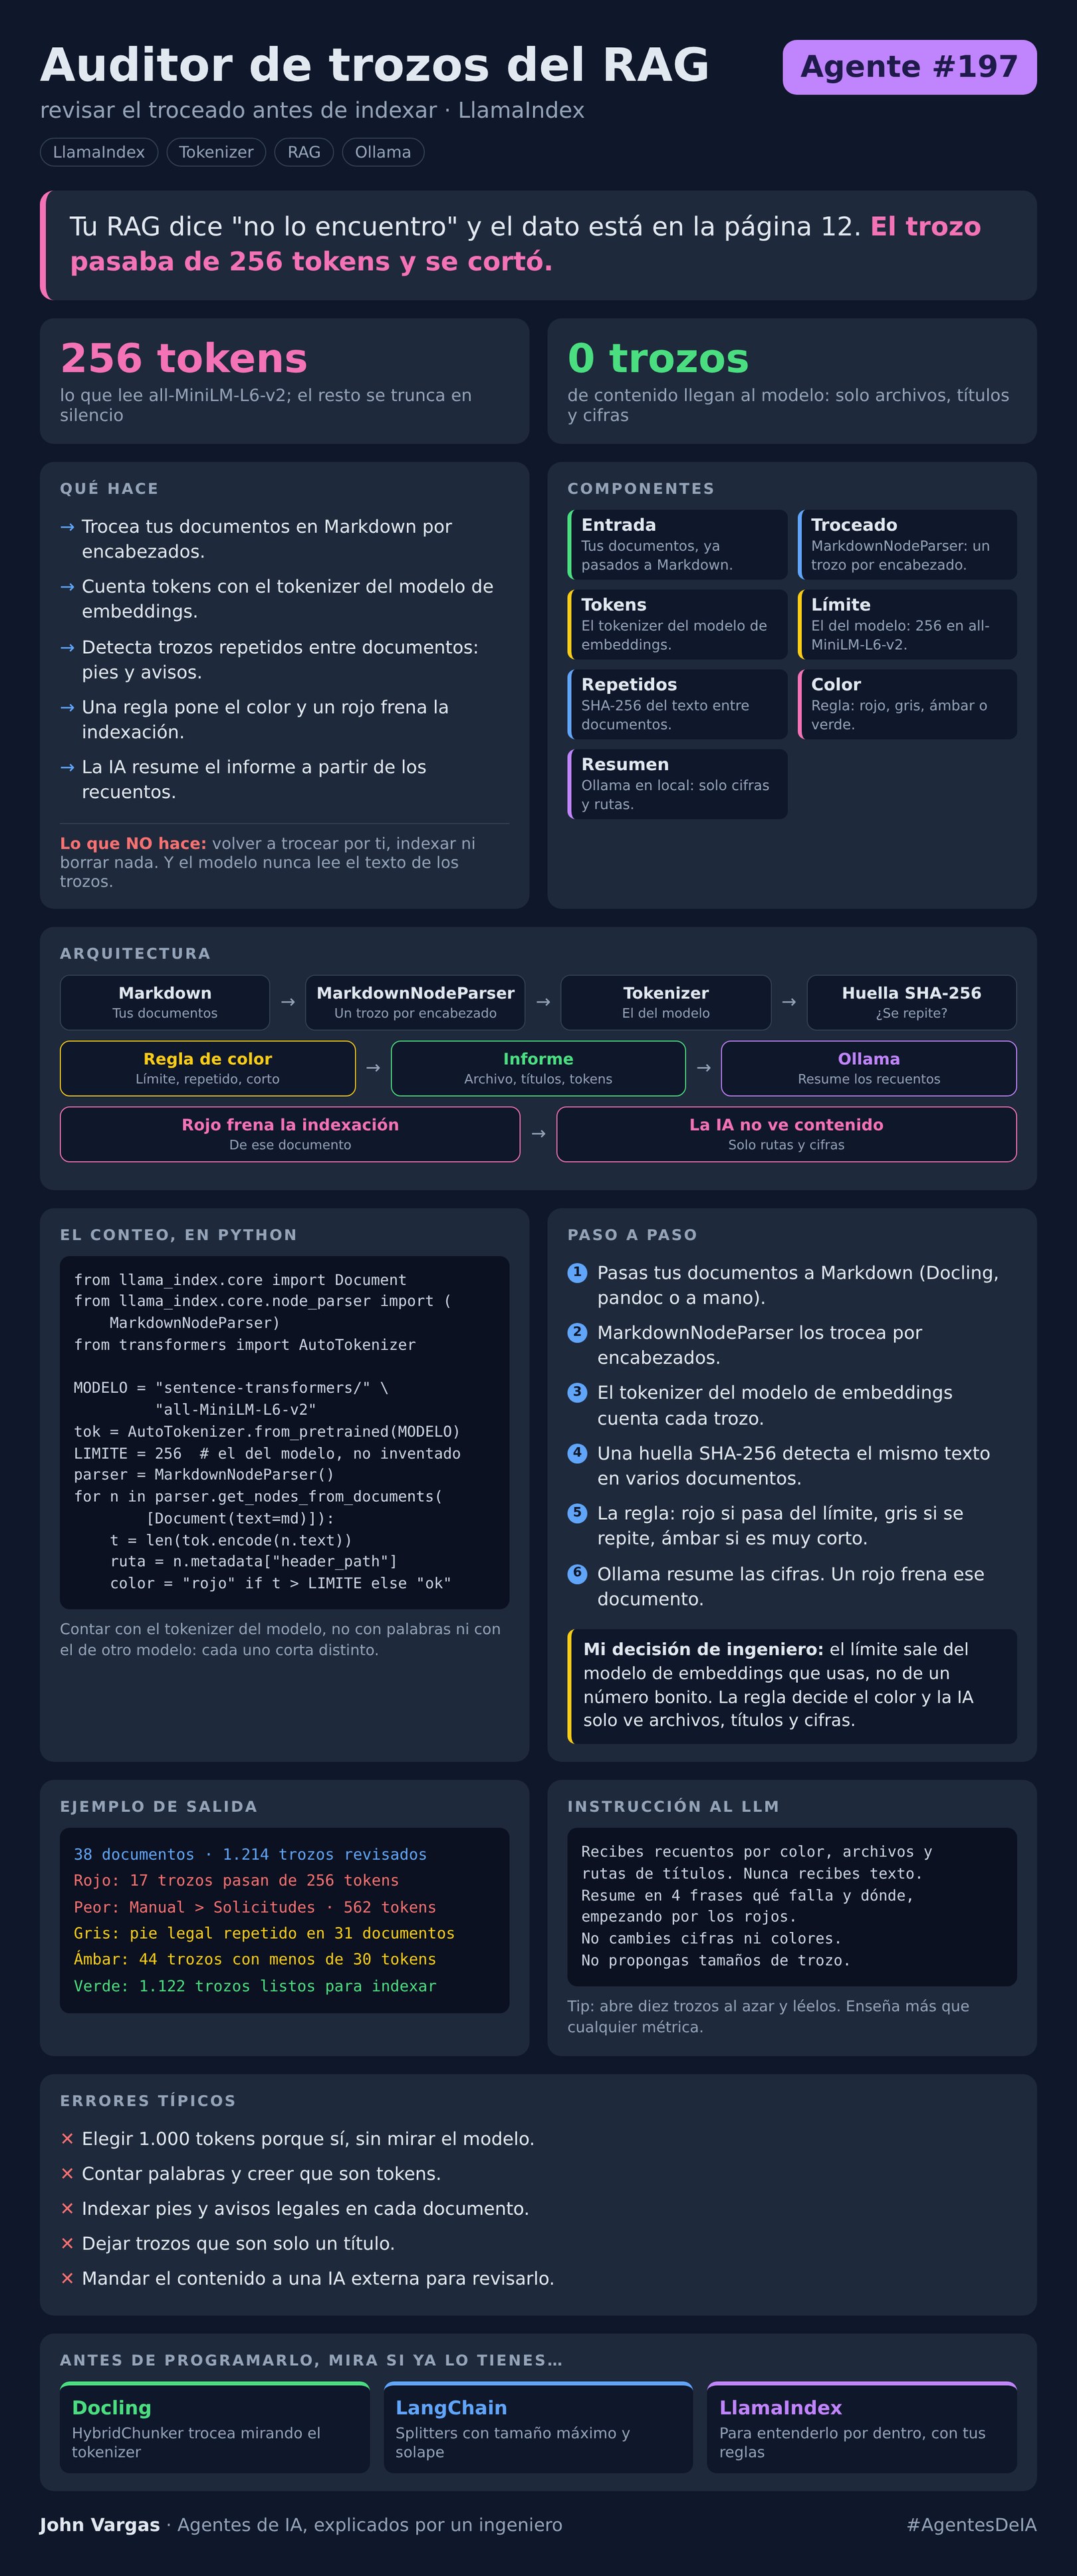 Auditor de trozos del RAG
Agente #197
revisar el troceado antes de indexar · LlamaIndex
LlamaIndex
Tokenizer
RAG
Ollama
Tu RAG dice "no lo encuentro" y el dato está en la página 12. El trozo
pasaba de 256 tokens y se cortó.
256 tokens
lo que lee all-MiniLM-L6-v2; el resto se trunca en
silencio
0 trozos
de contenido llegan al modelo: solo archivos, títulos
y cifras
QUÉ HACE
→ Trocea tus documentos en Markdown por
encabezados.
→ Cuenta tokens con el tokenizer del modelo de
embeddings.
→ Detecta trozos repetidos entre documentos:
pies y avisos.
→ Una regla pone el color y un rojo frena la
indexación.
→ La IA resume el informe a partir de los
recuentos.
Lo que NO hace: volver a trocear por ti, indexar ni
borrar nada. Y el modelo nunca lee el texto de los
trozos.
COMPONENTES
Entrada
Tus documentos, ya
pasados a Markdown.
Troceado
MarkdownNodeParser: un
trozo por encabezado.
Tokens
El tokenizer del modelo de
embeddings.
Límite
El del modelo: 256 en all-
MiniLM-L6-v2.
Repetidos
SHA-256 del texto entre
documentos.
Color
Regla: rojo, gris, ámbar o
verde.
Resumen
Ollama en local: solo cifras
y rutas.
ARQUITECTURA
Markdown
Tus documentos
→
MarkdownNodeParser
Un trozo por encabezado
→
Tokenizer
El del modelo
→
Huella SHA-256
¿Se repite?
Regla de color
Límite, repetido, corto
→
Informe
Archivo, títulos, tokens
→
Ollama
Resume los recuentos
Rojo frena la indexación
De ese documento
→
La IA no ve contenido
Solo rutas y cifras
EL CONTEO, EN PYTHON
from llama_index.core import Document
from llama_index.core.node_parser import (
    MarkdownNodeParser)
from transformers import AutoTokenizer
MODELO = "sentence-transformers/" \
         "all-MiniLM-L6-v2"
tok = AutoTokenizer.from_pretrained(MODELO)
LIMITE = 256  # el del modelo, no inventado
parser = MarkdownNodeParser()
for n in parser.get_nodes_from_documents(
        [Document(text=md)]):
    t = len(tok.encode(n.text))
    ruta = n.metadata["header_path"]
    color = "rojo" if t > LIMITE else "ok"
Contar con el tokenizer del modelo, no con palabras ni con
el de otro modelo: cada uno corta distinto.
PASO A PASO
1 Pasas tus documentos a Markdown (Docling,
pandoc o a mano).
2 MarkdownNodeParser los trocea por
encabezados.
3 El tokenizer del modelo de embeddings
cuenta cada trozo.
4 Una huella SHA-256 detecta el mismo texto
en varios documentos.
5 La regla: rojo si pasa del límite, gris si se
repite, ámbar si es muy corto.
6 Ollama resume las cifras. Un rojo frena ese
documento.
Mi decisión de ingeniero: el límite sale del
modelo de embeddings que usas, no de un
número bonito. La regla decide el color y la IA
solo ve archivos, títulos y cifras.
EJEMPLO DE SALIDA
38 documentos · 1.214 trozos revisados
Rojo: 17 trozos pasan de 256 tokens
Peor: Manual > Solicitudes · 562 tokens
Gris: pie legal repetido en 31 documentos
Ámbar: 44 trozos con menos de 30 tokens
Verde: 1.122 trozos listos para indexar
INSTRUCCIÓN AL LLM
Recibes recuentos por color, archivos y
rutas de títulos. Nunca recibes texto.
Resume en 4 frases qué falla y dónde,
empezando por los rojos.
No cambies cifras ni colores.
No propongas tamaños de trozo.
Tip: abre diez trozos al azar y léelos. Enseña más que
cualquier métrica.
ERRORES TÍPICOS
✕ Elegir 1.000 tokens porque sí, sin mirar el modelo.
✕ Contar palabras y creer que son tokens.
✕ Indexar pies y avisos legales en cada documento.
✕ Dejar trozos que son solo un título.
✕ Mandar el contenido a una IA externa para revisarlo.
ANTES DE PROGRAMARLO, MIRA SI YA LO TIENES…
Docling
HybridChunker trocea mirando el
tokenizer
LangChain
Splitters con tamaño máximo y
solape
LlamaIndex
Para entenderlo por dentro, con tus
reglas
John Vargas · Agentes de IA, explicados por un ingeniero
#AgentesDeIA